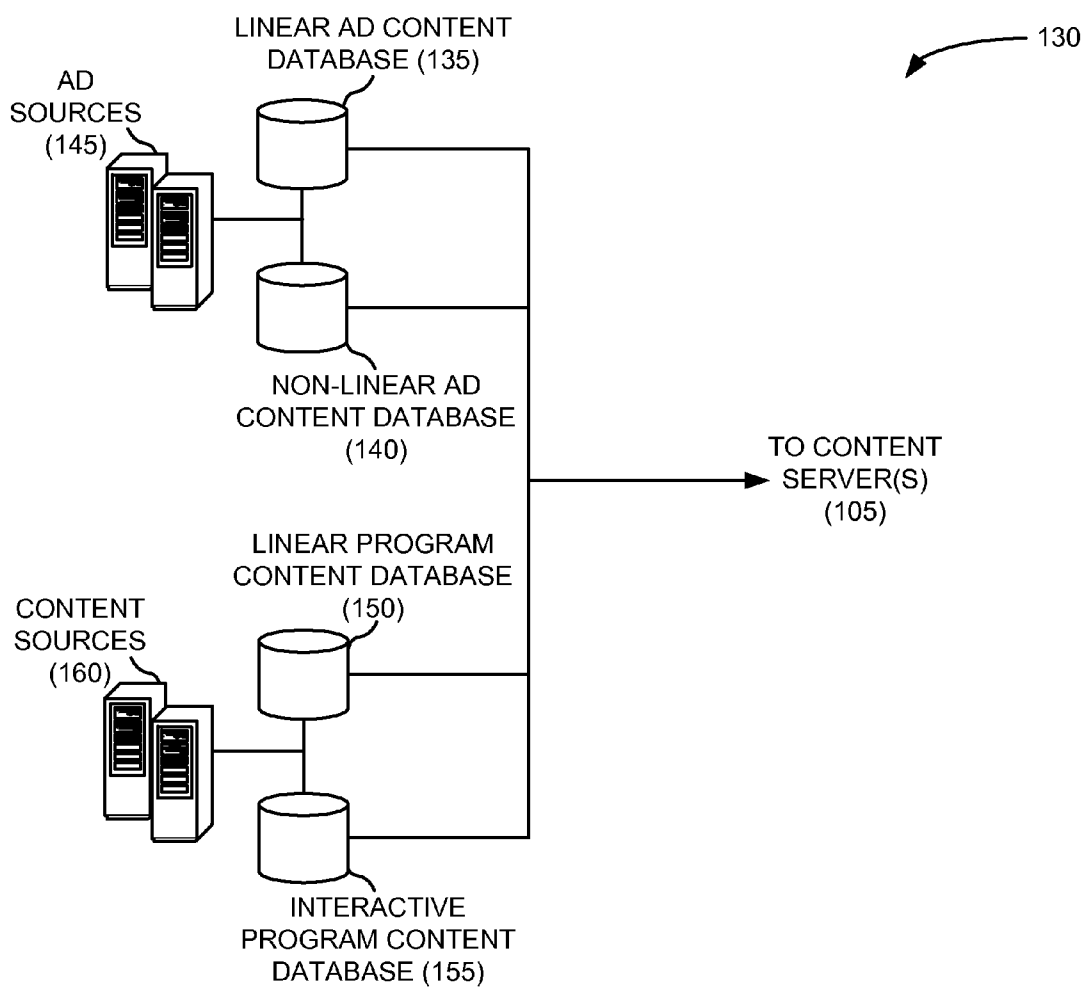 LINEAR AD CONTENT
DATABASE (135)
130
AD
SOURCES
(145)
NON-LINEAR AD
CONTENT DATABASE
(140)
TO CONTENT
SERVER(S)
(105)
LINEAR PROGRAM
CONTENT DATABASE
(150)
CONTENT
SOURCES
(160)
INTERACTIVE
PROGRAM CONTENT
DATABASE (155)